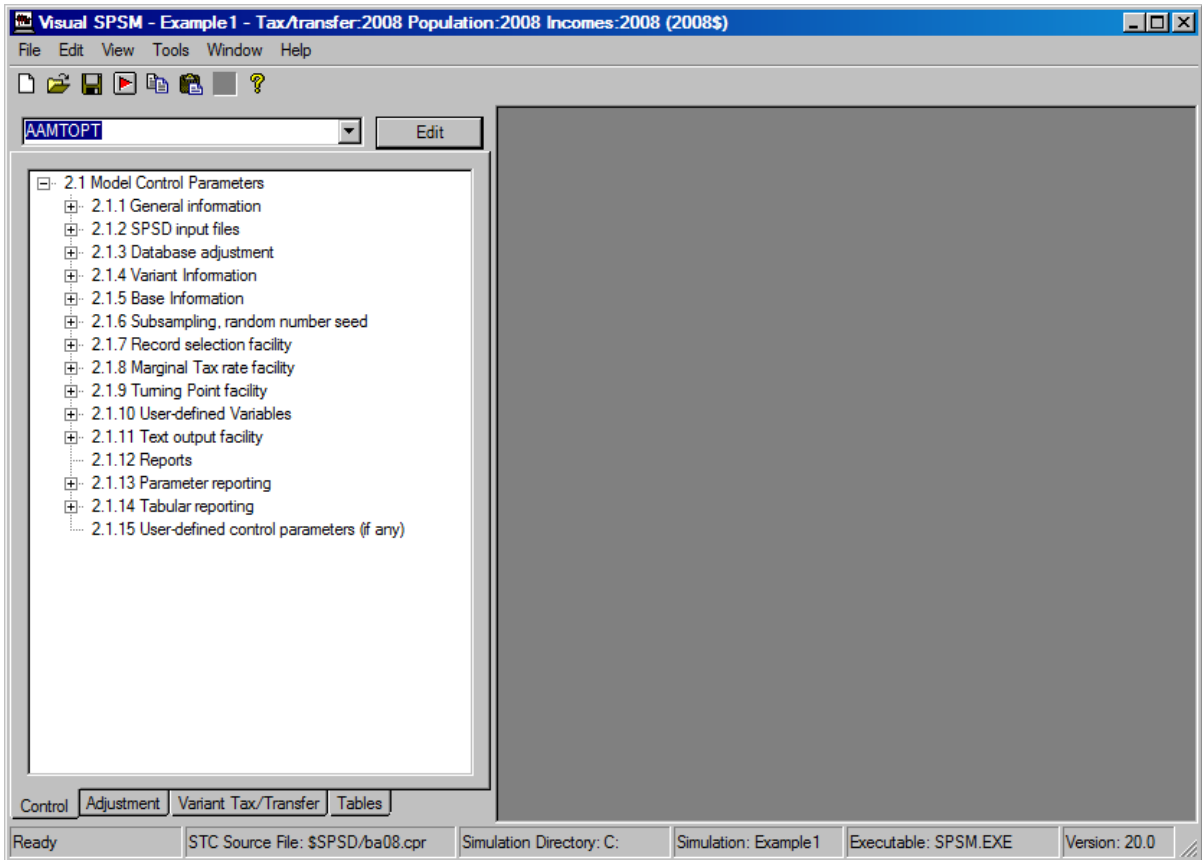 Visual SPSM - Example1 - Tax/transfer:2008 Population:2008 Incomes:2008 (2008$)
File Edit View Tools Window Help
AAMTOPT Edit
2.1 Model Control Parameters
2.1.1 General information
2.1.2 SPSD input files
2.1.3 Database adjustment
2.1.4 Variant Information
2.1.5 Base Information
2.1.6 Subsampling, random number seed
2.1.7 Record selection facility
2.1.8 Marginal Tax rate facility
2.1.9 Turning Point facility
2.1.10 User-defined Variables
2.1.11 Text output facility
2.1.12 Reports
2.1.13 Parameter reporting
2.1.14 Tabular reporting
2.1.15 User-defined control parameters (if any)
Control Adjustment Variant Tax/Transfer Tables
Ready STC Source File: $SPSD/ba08.cpr Simulation Directory: C: Simulation: Example1 Executable: SPSM.EXE Version: 20.0